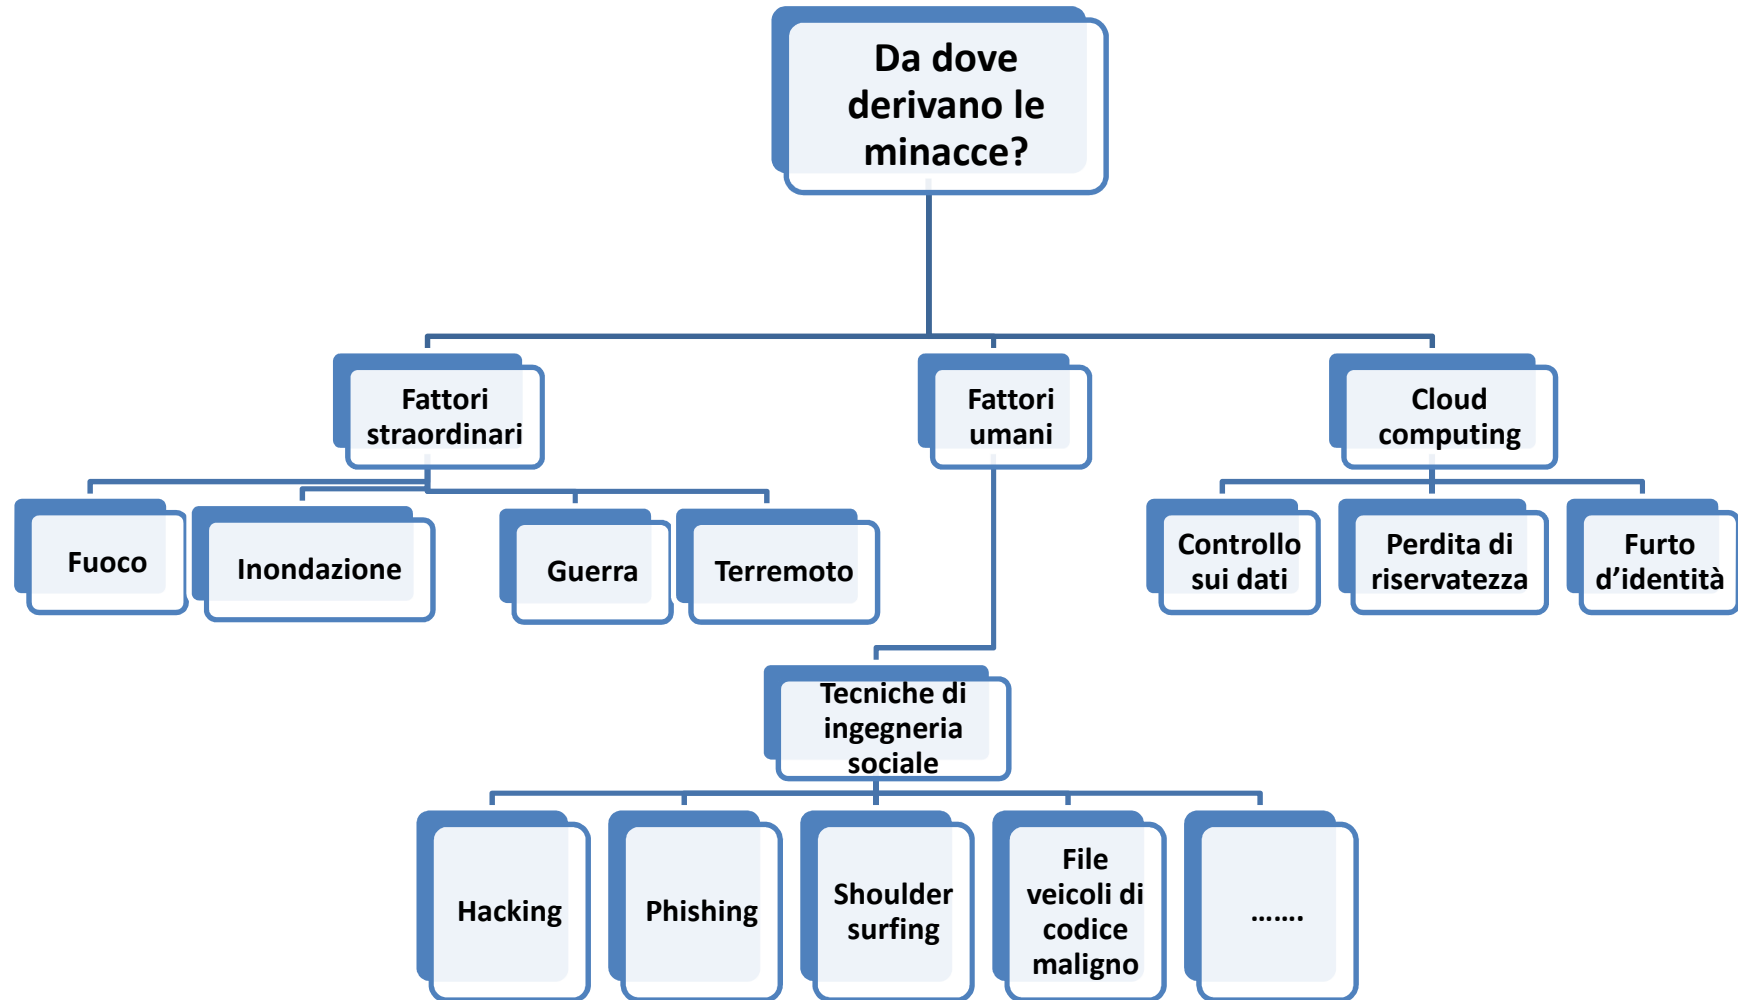 Da dove
derivano le
minacce?
Fattori
straordinari
Fattori
umani
Cloud
computing
Fuoco
Inondazione
Guerra
Terremoto
Controllo
sui dati
Perdita di
riservatezza
Furto
d’identità
Tecniche di
ingegneria
sociale
Hacking
Phishing
Shoulder
surfing
File
veicoli di
codice
maligno
…….